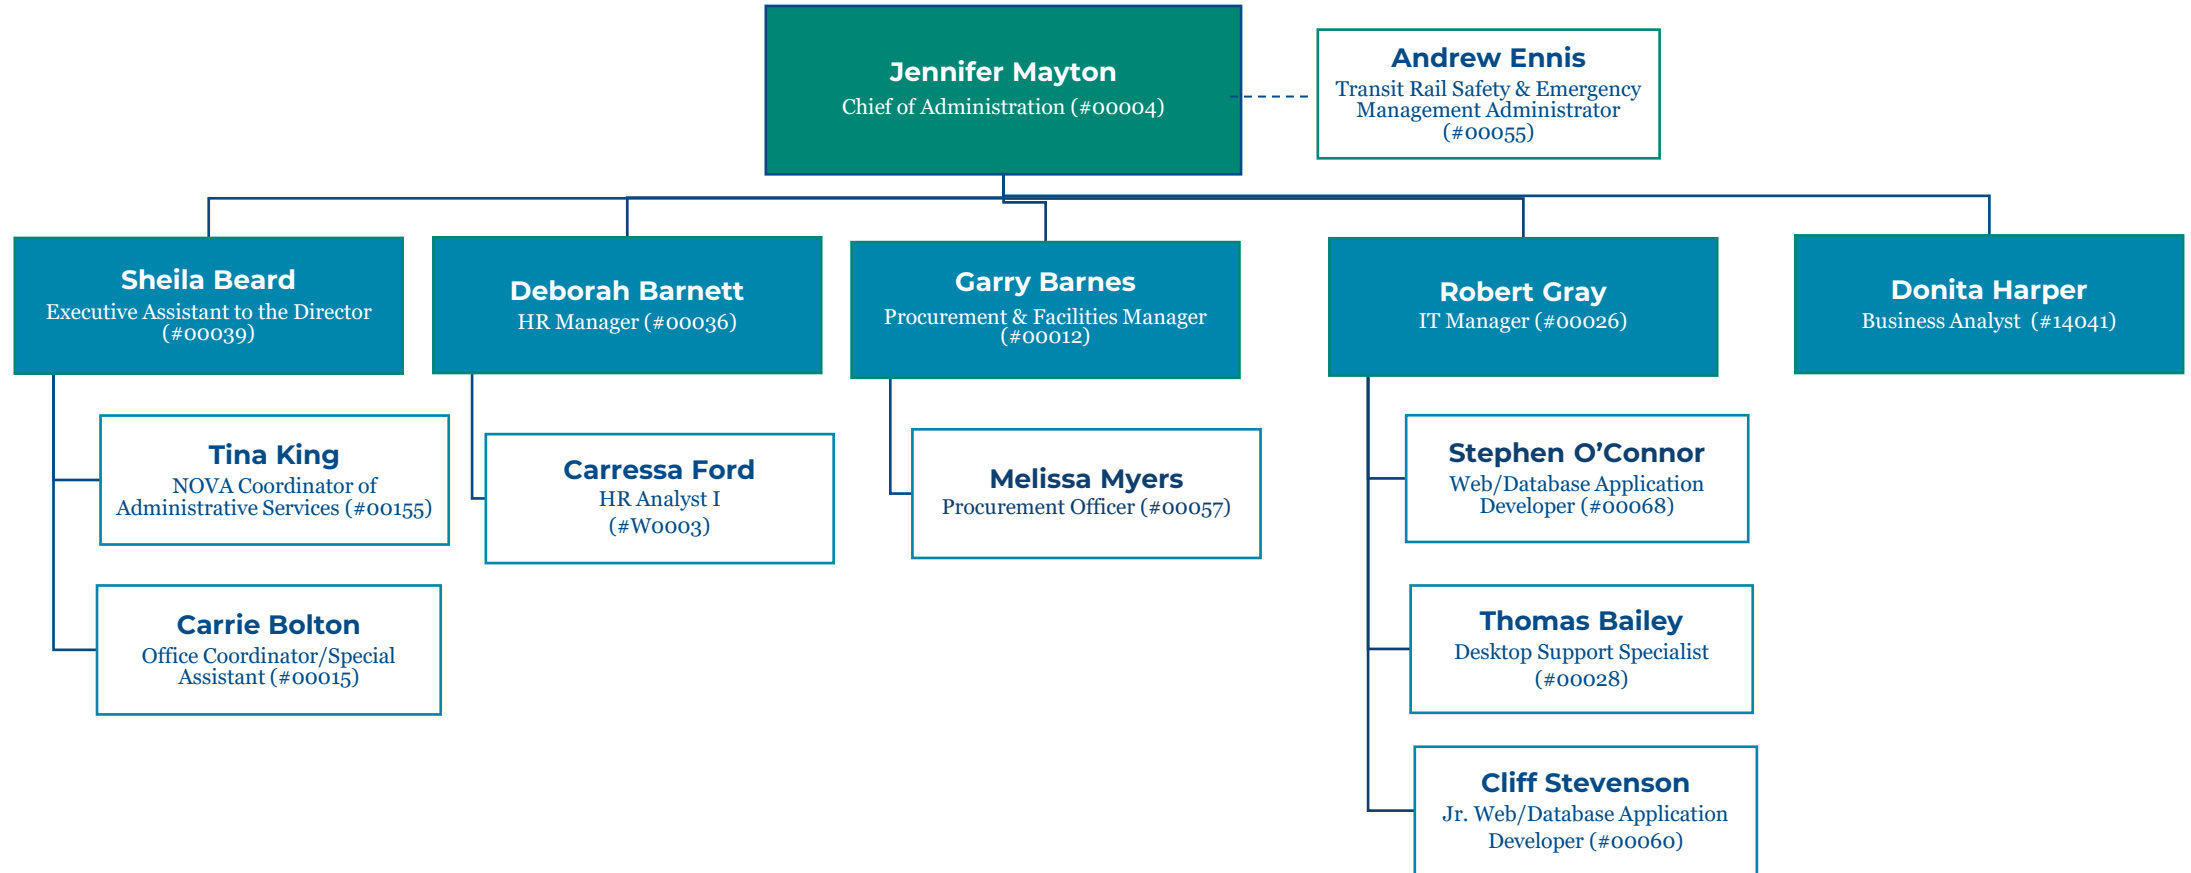 Jennifer Mayton
Chief of Administration (#00004)
Andrew Ennis
Transit Rail Safety & Emergency
Management Administrator
(#00055)
Sheila Beard
Executive Assistant to the Director
(#00039)
Deborah Barnett
HR Manager (#00036)
Garry Barnes
Procurement & Facilities Manager
(#00012)
Robert Gray
IT Manager (#00026)
Donita Harper
Business Analyst (#14041)
Tina King
NOVA Coordinator of
Administrative Services (#00155)
Carressa Ford
HR Analyst I
(#W0003)
Melissa Myers
Procurement Officer (#00057)
Stephen O’Connor
Web/Database Application
Developer (#00068)
Carrie Bolton
Office Coordinator/Special
Assistant (#00015)
Thomas Bailey
Desktop Support Specialist
(#00028)
Cliff Stevenson
Jr. Web/Database Application
Developer (#00060)